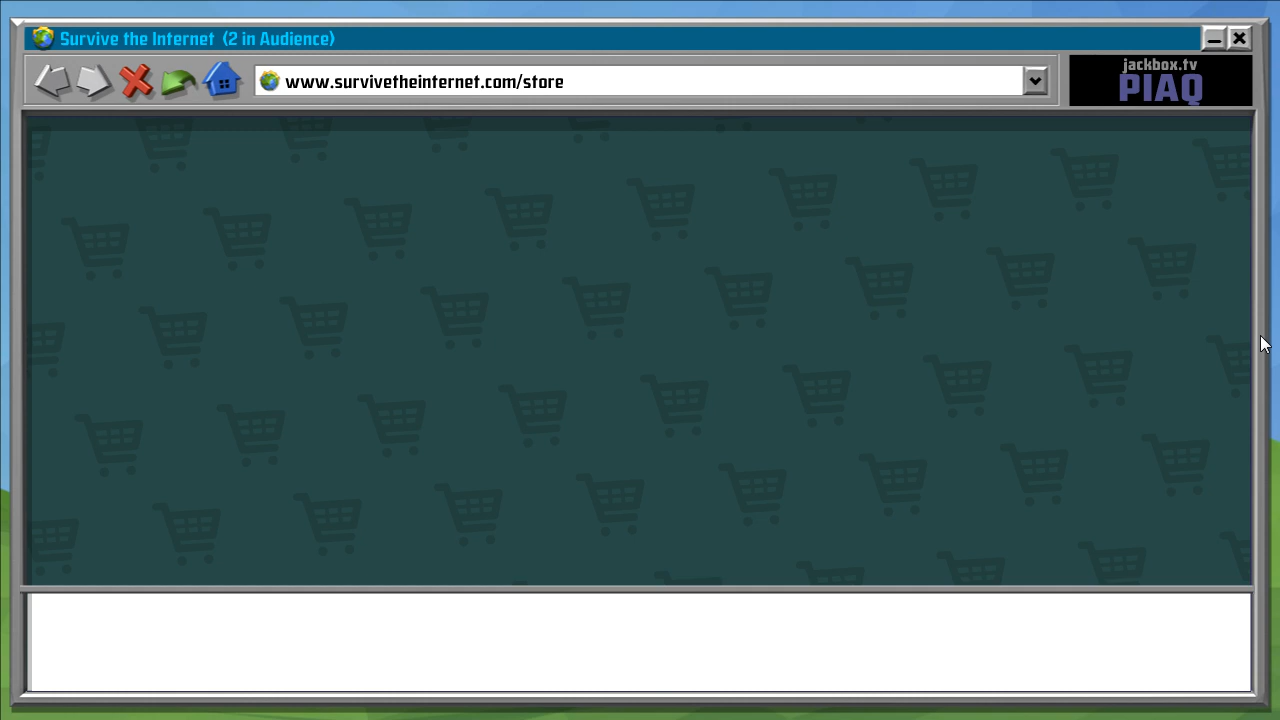 Survive the Internet (2 in Audience)
www.survivetheinternet.com/store
jackbox.tv
PIAQ